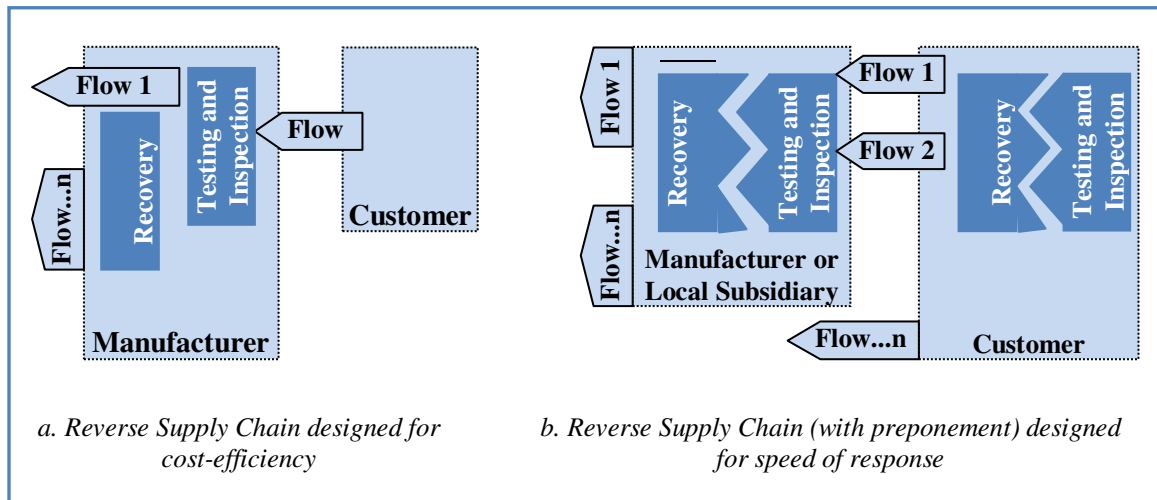 Flow 1
Testing and
Inspection
Flow
Recovery
Flow...n
Customer
Manufacturer
a. Reverse Supply Chain designed for
cost-efficiency
Flow 1
Recovery
Testing and
Inspection
Flow 1
Flow 2
Recovery
Testing and
Inspection
Flow...n
Manufacturer or
Local Subsidiary
Flow...n
Customer
b. Reverse Supply Chain (with preponement) designed
for speed of response